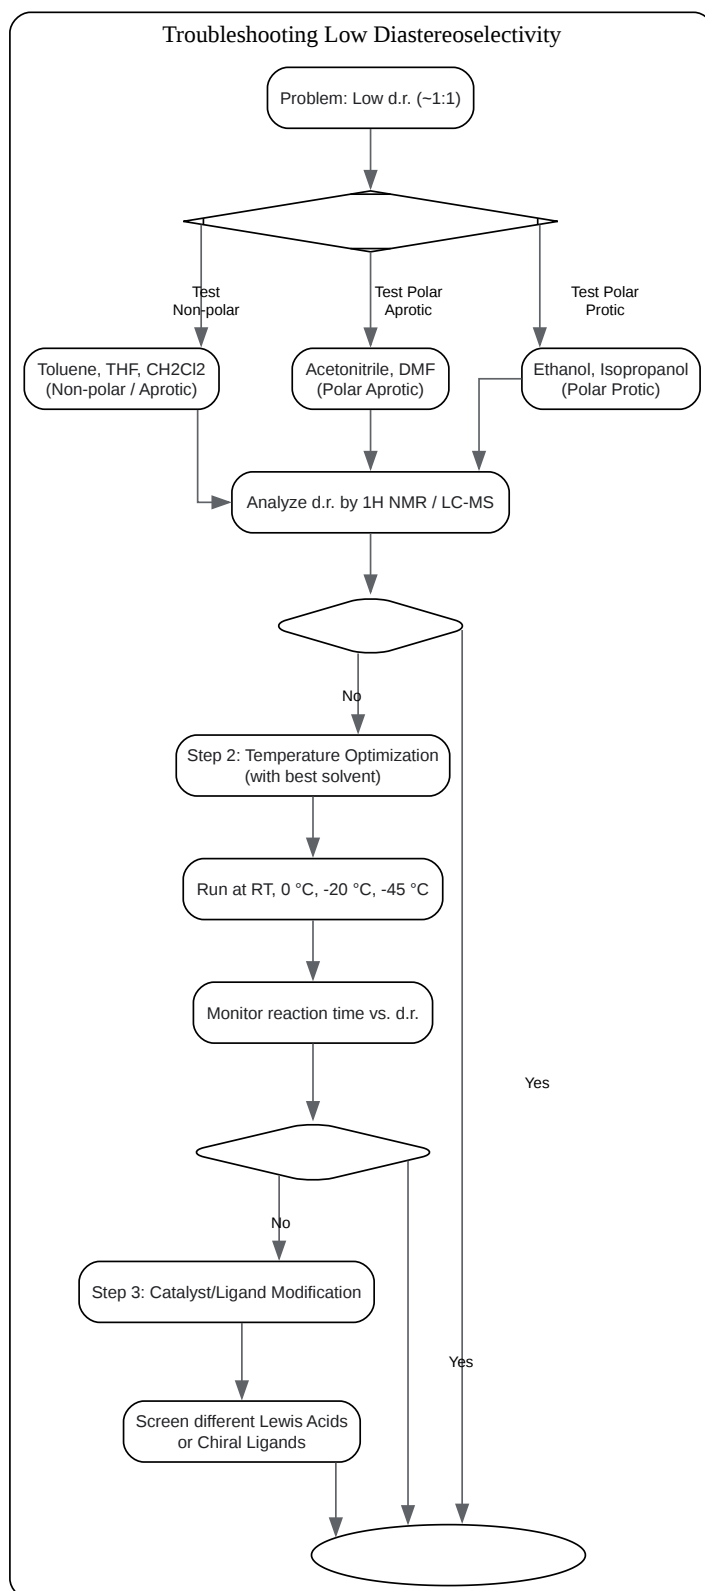 Troubleshooting Low Diastereoselectivity
Problem: Low d.r. (~1:1)
Test
Non-polar
Test Polar
Aprotic
Test Polar
Protic
Toluene, THF, CH2Cl2
(Non-polar / Aprotic)
Acetonitrile, DMF
(Polar Aprotic)
Ethanol, Isopropanol
(Polar Protic)
Analyze d.r. by 1H NMR / LC-MS
No
Step 2: Temperature Optimization
(with best solvent)
Run at RT, 0 °C, -20 °C, -45 °C
Monitor reaction time vs. d.r.
Yes
No
Step 3: Catalyst/Ligand Modification
Yes
Screen different Lewis Acids
or Chiral Ligands